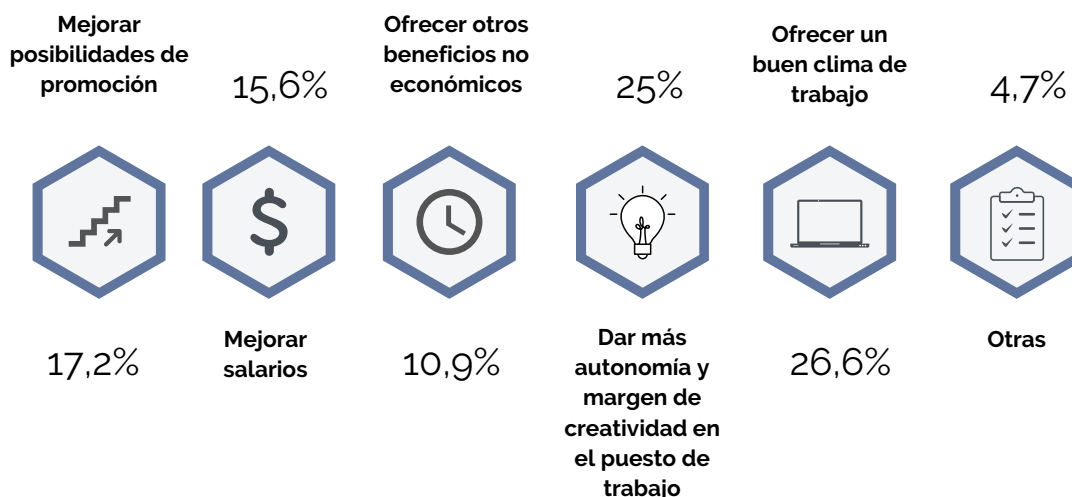 Mejorar
posibilidades de
promoción
15,6%
Ofrecer otros
beneficios no
económicos
25%
Ofrecer un
buen clima de
trabajo
4,7%
$
17,2%
Mejorar
salarios
10,9%
Dar más
autonomía y
margen de
creatividad en
el puesto de
trabajo
26,6%
Otras